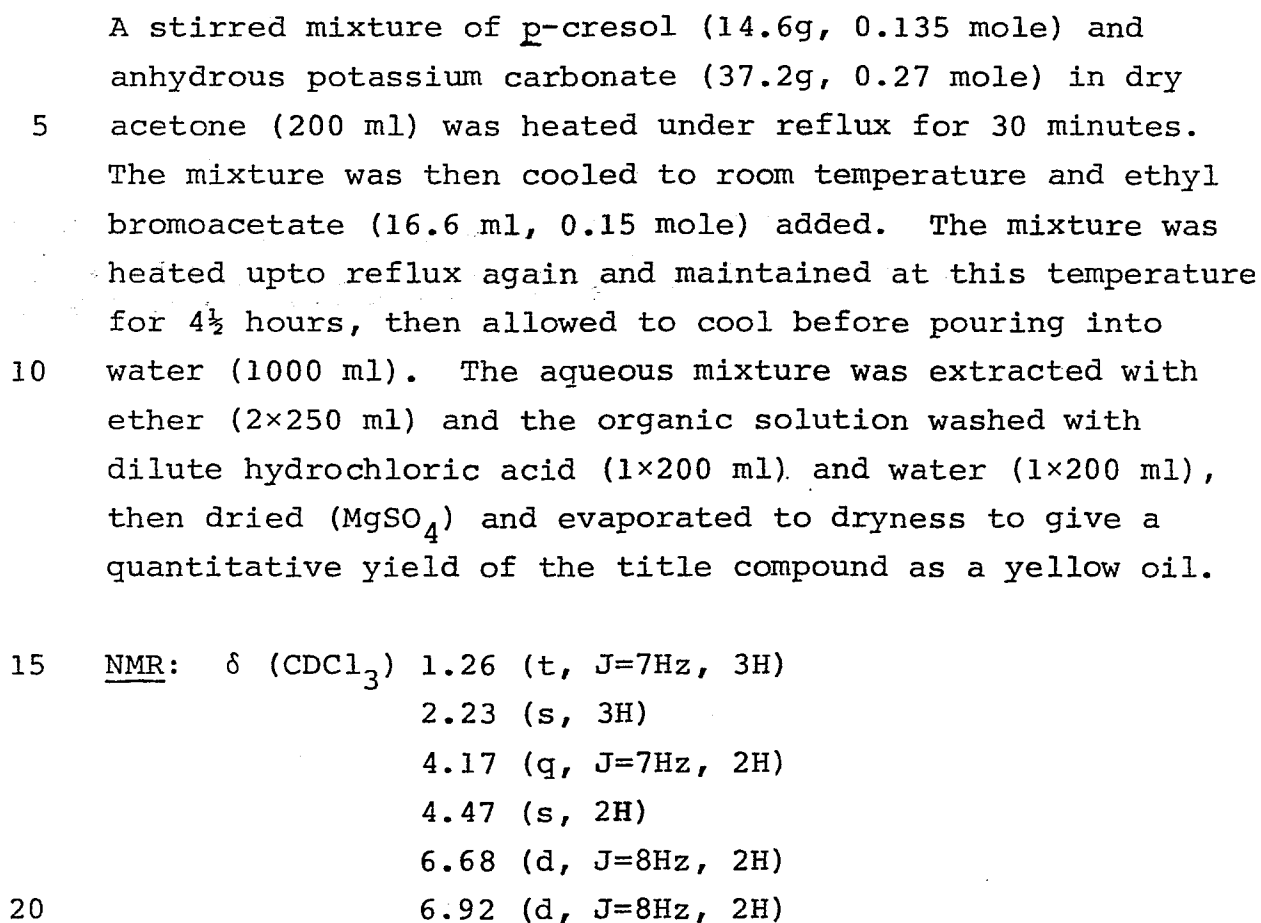 A stirred mixture of p-cresol (14.6g, 0.135 mole) and
anhydrous potassium carbonate (37.2g, 0.27 mole) in dry
5 acetone (200 ml) was heated under reflux for 30 minutes.
The mixture was then cooled to room temperature and ethyl
bromoacetate (16.6 ml, 0.15 mole) added. The mixture was
heated upto reflux again and maintained at this temperature
for 4½ hours, then allowed to cool before pouring into
10 water (1000 ml). The aqueous mixture was extracted with
ether (2×250 ml) and the organic solution washed with
dilute hydrochloric acid (1×200 ml) and water (1×200 ml),
then dried (MgSO4) and evaporated to dryness to give a
quantitative yield of the title compound as a yellow oil.
15 NMR: δ (CDCl3) 1.26 (t, J=7Hz, 3H)
2.23 (s, 3H)
4.17 (q, J=7Hz, 2H)
4.47 (s, 2H)
6.68 (d, J=8Hz, 2H)
20 6.92 (d, J=8Hz, 2H)